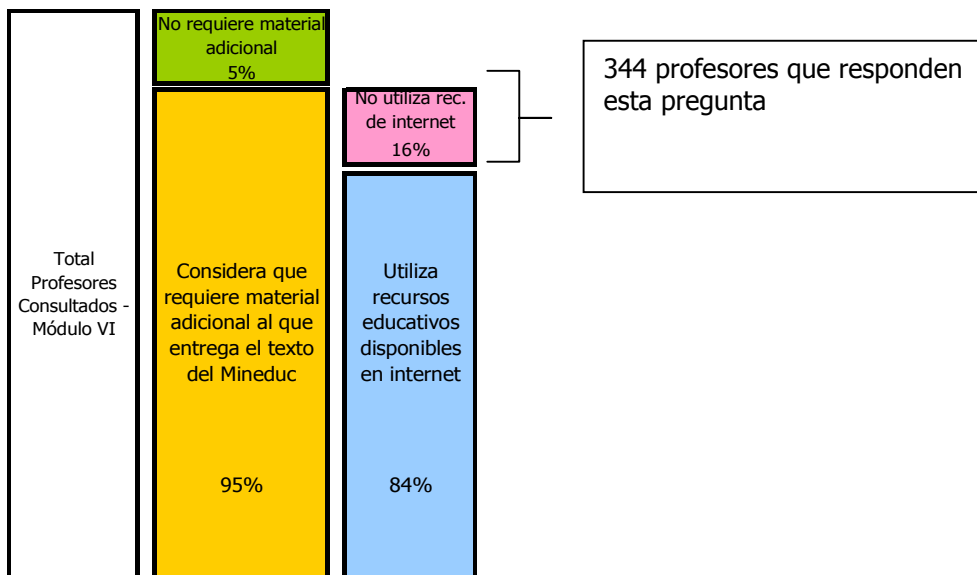 No requiere material
adicional
5%
344 profesores que responden
esta pregunta
No utiliza rec.
de internet
16%
Total
Profesores
Consultados -
Módulo VI
Considera que
requiere material
adicional al que
entrega el texto
del Mineduc
95%
Utiliza
recursos
educativos
disponibles
en internet
84%